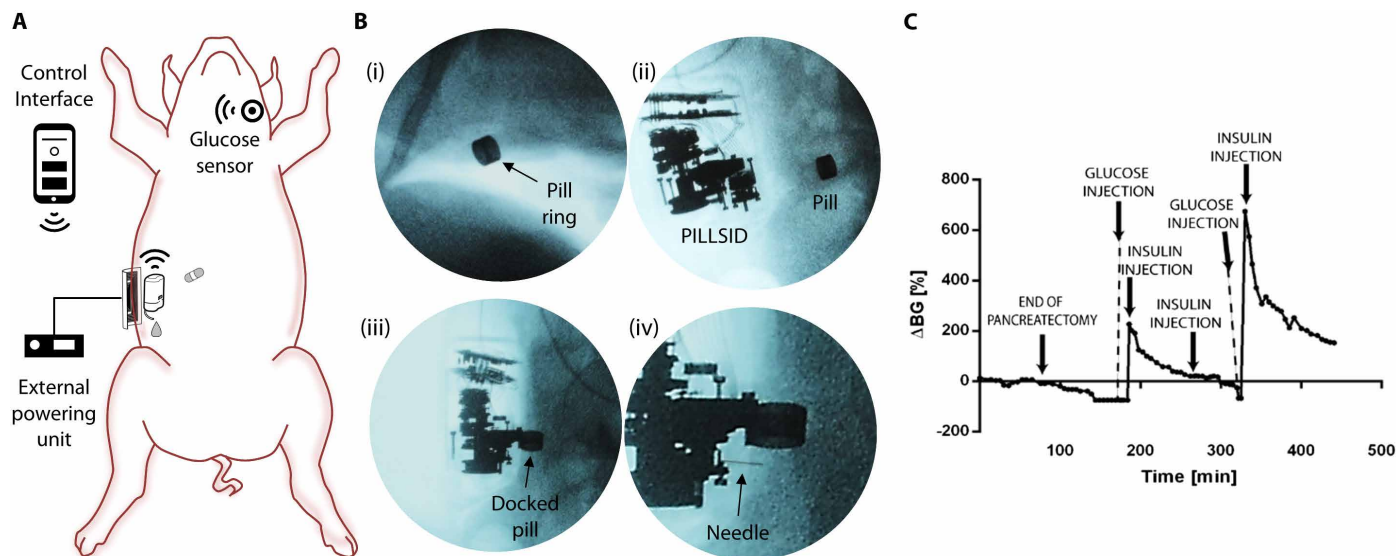 A
Control
Interface
Glucose
sensor
External
powering
unit
B
(i)
Pill
ring
(ii)
PILLSID
Pill
(iii)
Docked
pill
(iv)
Needle
C
INSULIN
INJECTION
GLUCOSE
INJECTION
GLUCOSE
INJECTION
INSULIN
INJECTION
END OF
PANCREATECTOMY
INSULIN
INJECTION
ΔBG [%]
800
600
400
200
0
-200
100
200
300
400
500
Time [min]